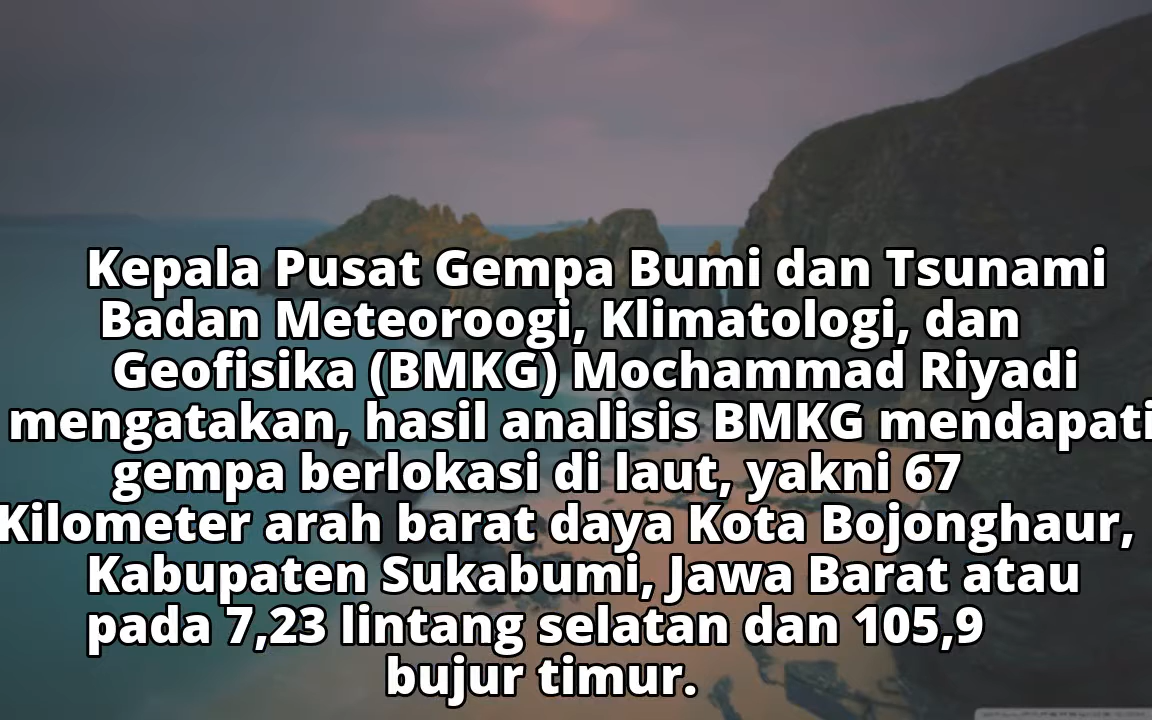 Kepala Pusat Gempa Bumi dan Tsunami
Badan Meteoroogi, Klimatologi, dan
Geofisika (BMKG) Mochammad Riyadi
mengatakan, hasil analisis BMKG mendapati
gempa berlokasi di laut, yakni 67
Kilometer arah barat daya Kota Bojonghaur,
Kabupaten Sukabumi, Jawa Barat atau
pada 7,23 lintang selatan dan 105,9
bujur timur.